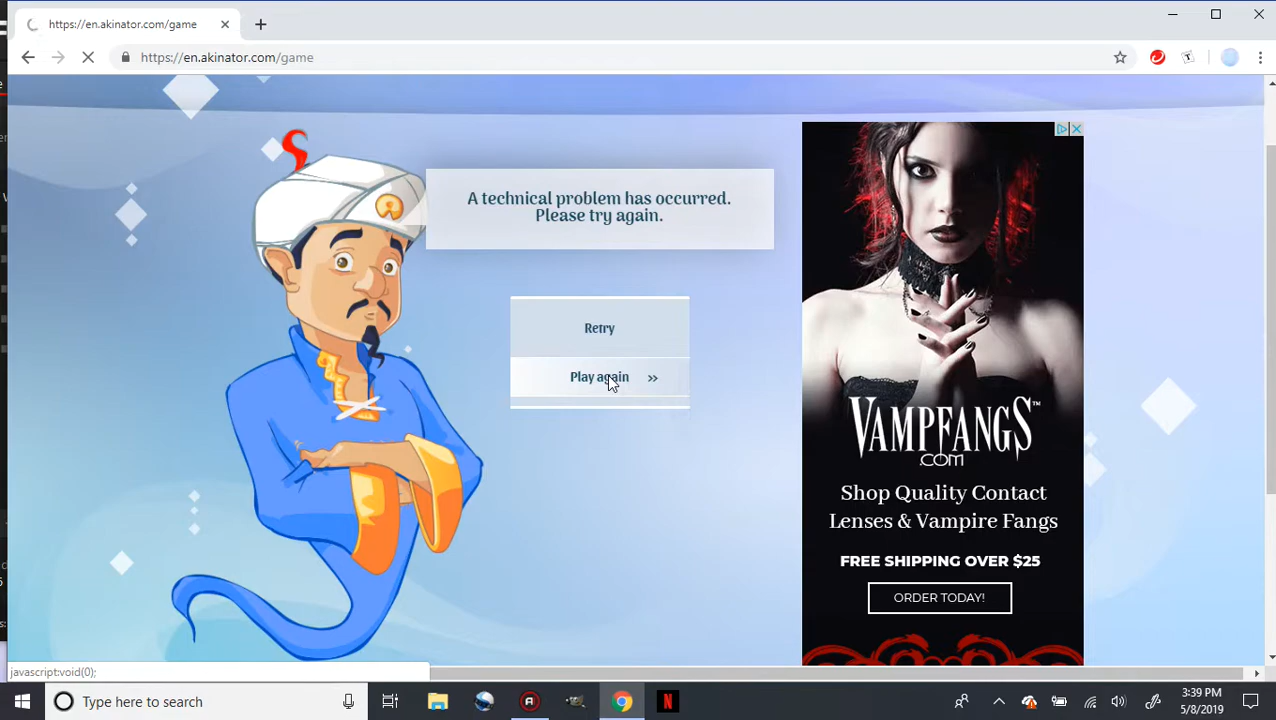 https://en.akinator.com/game
https://en.akinator.com/game
A technical problem has occurred.
Please try again.
Retry
Play again »
VAMPFANGS™
.COM
Shop Quality Contact
Lenses & Vampire Fangs
FREE SHIPPING OVER $25
ORDER TODAY!
javascript:void(0);
Type here to search
3:39 PM
5/8/2019